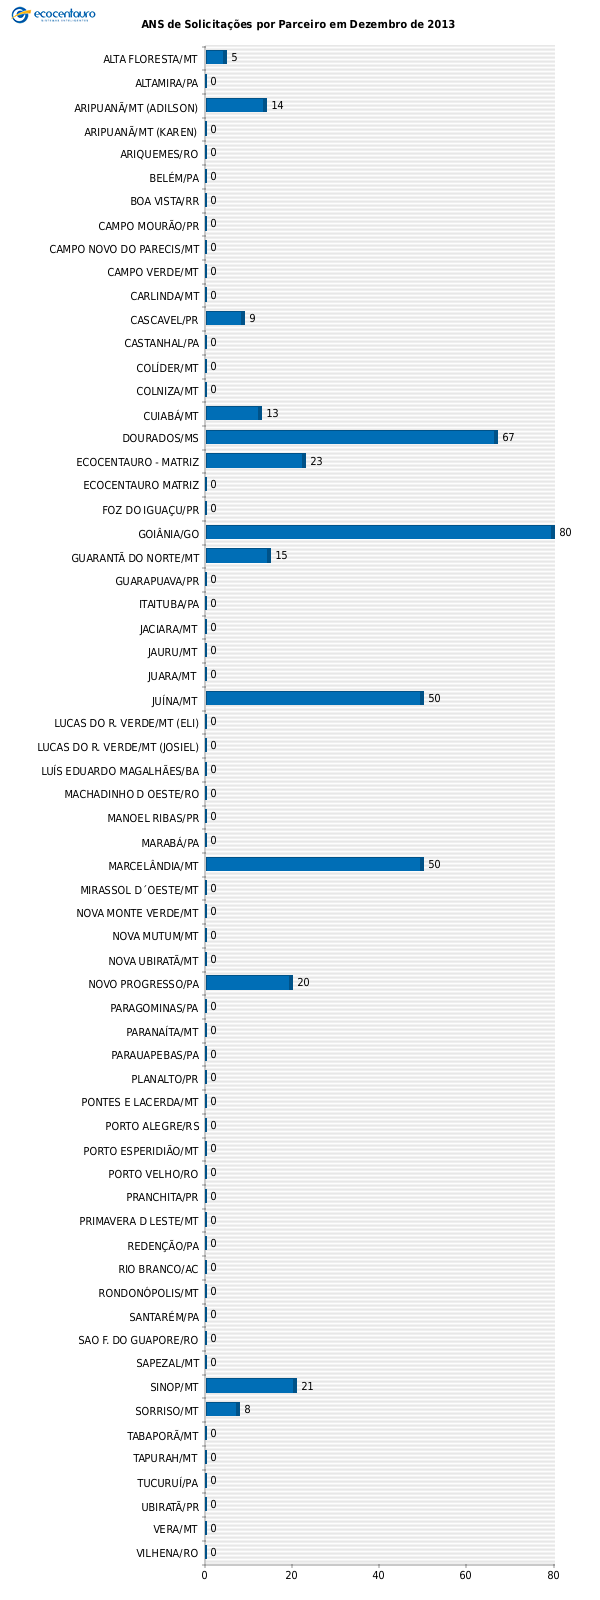 ecocentauro
ANS de Solicitações por Parceiro em Dezembro de 2013
ALTA FLORESTA/MT 5
ALTAMIRA/PA 0
ARIPUANÃ/MT (ADILSON) 14
ARIPUANÃ/MT (KAREN) 0
ARIQUEMES/RO 0
BELÉM/PA 0
BOA VISTA/RR 0
CAMPO MOURÃO/PR 0
CAMPO NOVO DO PARECIS/MT 0
CAMPO VERDE/MT 0
CARLINDA/MT 0
CASCAVEL/PR 9
CASTANHAL/PA 0
COLÍDER/MT 0
COLNIZA/MT 0
CUIABÁ/MT 13
DOURADOS/MS 67
ECOCENTAURO - MATRIZ 23
ECOCENTAURO MATRIZ 0
FOZ DO IGUAÇU/PR 0
GOIÂNIA/GO 80
GUARANTÃ DO NORTE/MT 15
GUARAPUAVA/PR 0
ITAITUBA/PA 0
JACIARA/MT 0
JAURU/MT 0
JUARA/MT 0
JUÍNA/MT 50
LUCAS DO R. VERDE/MT (ELI) 0
LUCAS DO R. VERDE/MT (JOSIEL) 0
LUÍS EDUARDO MAGALHÃES/BA 0
MACHADINHO D OESTE/RO 0
MANOEL RIBAS/PR 0
MARABÁ/PA 0
MARCELÂNDIA/MT 50
MIRASSOL D´OESTE/MT 0
NOVA MONTE VERDE/MT 0
NOVA MUTUM/MT 0
NOVA UBIRATÃ/MT 0
NOVO PROGRESSO/PA 20
PARAGOMINAS/PA 0
PARANAÍTA/MT 0
PARAUAPEBAS/PA 0
PLANALTO/PR 0
PONTES E LACERDA/MT 0
PORTO ALEGRE/RS 0
PORTO ESPERIDIÃO/MT 0
PORTO VELHO/RO 0
PRANCHITA/PR 0
PRIMAVERA D LESTE/MT 0
REDENÇÃO/PA 0
RIO BRANCO/AC 0
RONDONÓPOLIS/MT 0
SANTARÉM/PA 0
SAO F. DO GUAPORE/RO 0
SAPEZAL/MT 0
SINOP/MT 21
SORRISO/MT 8
TABAPORÃ/MT 0
TAPURAH/MT 0
TUCURUÍ/PA 0
UBIRATÃ/PR 0
VERA/MT 0
VILHENA/RO 0
0 20 40 60 80